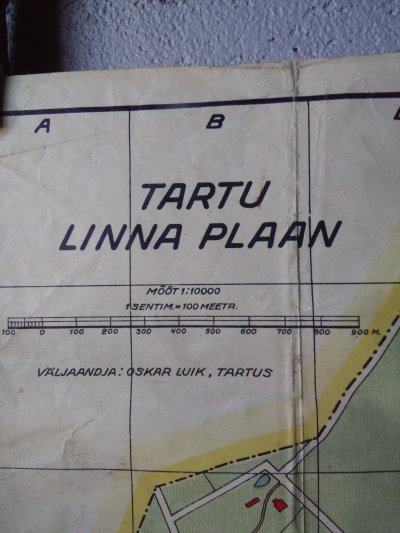 A B
TARTU
LINNA PLAAN
MÕÕT 1:10000
1 SENTIM. = 100 MEETR.
100 0 100 200 300 400 500 600 700 800 900 M.
VÄLJAANDJA: OSKAR LUIK, TARTUS